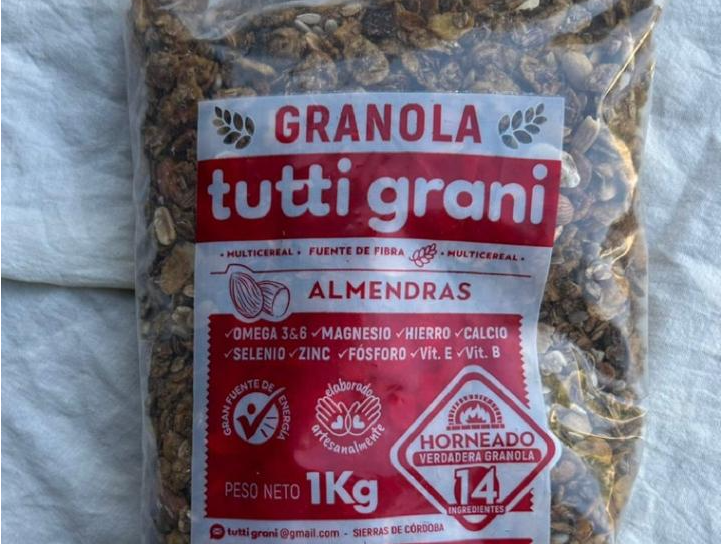 GRANOLA
tutti grani
• MULTICEREAL • FUENTE DE FIBRA • MULTICEREAL •
ALMENDRAS
✓OMEGA 3&6 ✓MAGNESIO ✓HIERRO ✓CALCIO
✓SELENIO ✓ZINC ✓FÓSFORO ✓Vit. E ✓Vit. B
GRAN FUENTE DE ENERGÍA
elaborado artesanalmente
HORNEADO
VERDADERA GRANOLA
14
INGREDIENTES
PESO NETO 1Kg
tutti grani @gmail.com - SIERRAS DE CÓRDOBA